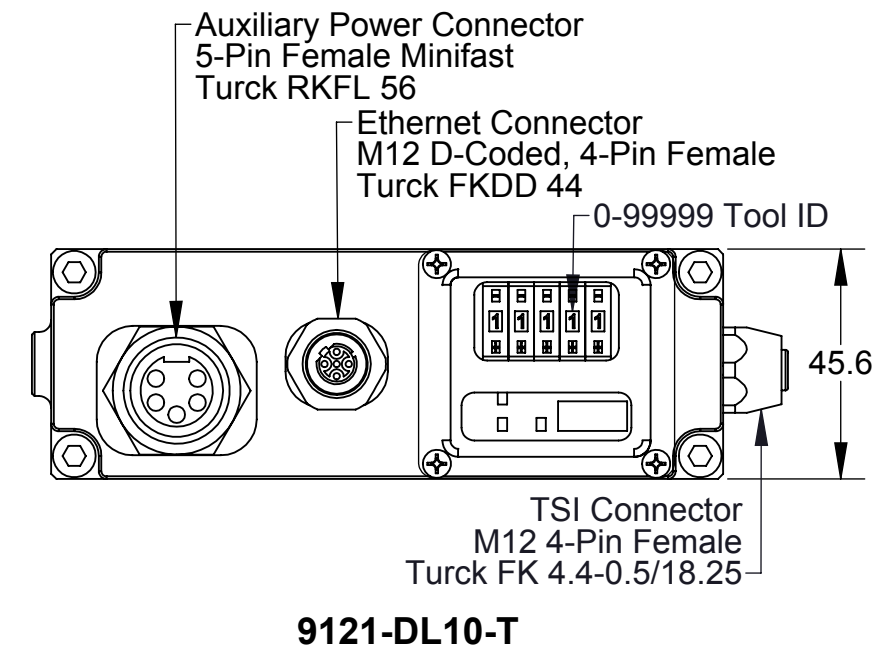 Auxiliary Power Connector
5-Pin Female Minifast
Turck RKFL 56
Ethernet Connector
M12 D-Coded, 4-Pin Female
Turck FKDD 44
0-99999 Tool ID
1 1 1 1 1
45.6
TSI Connector
M12 4-Pin Female
Turck FK 4.4-0.5/18.25
9121-DL10-T